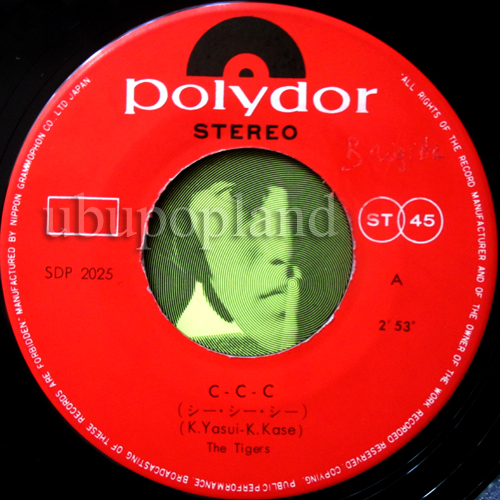 polydor
STEREO
ubupopland
ST 45
SDP 2025
A
2'53"
C-C-C
(シー・シー・シー)
(K.Yasui-K.Kase)
The Tigers
MANUFACTURED BY NIPPON GRAMMOPHON CO., LTD. JAPAN
ALL RIGHTS OF THE RECORD MANUFACTURER AND OF THE OWNER OF THE RECORDED WORK RESERVED. COPYING, PUBLIC PERFORMANCE, BROADCASTING OF THESE RECORDS ARE FORBIDDEN